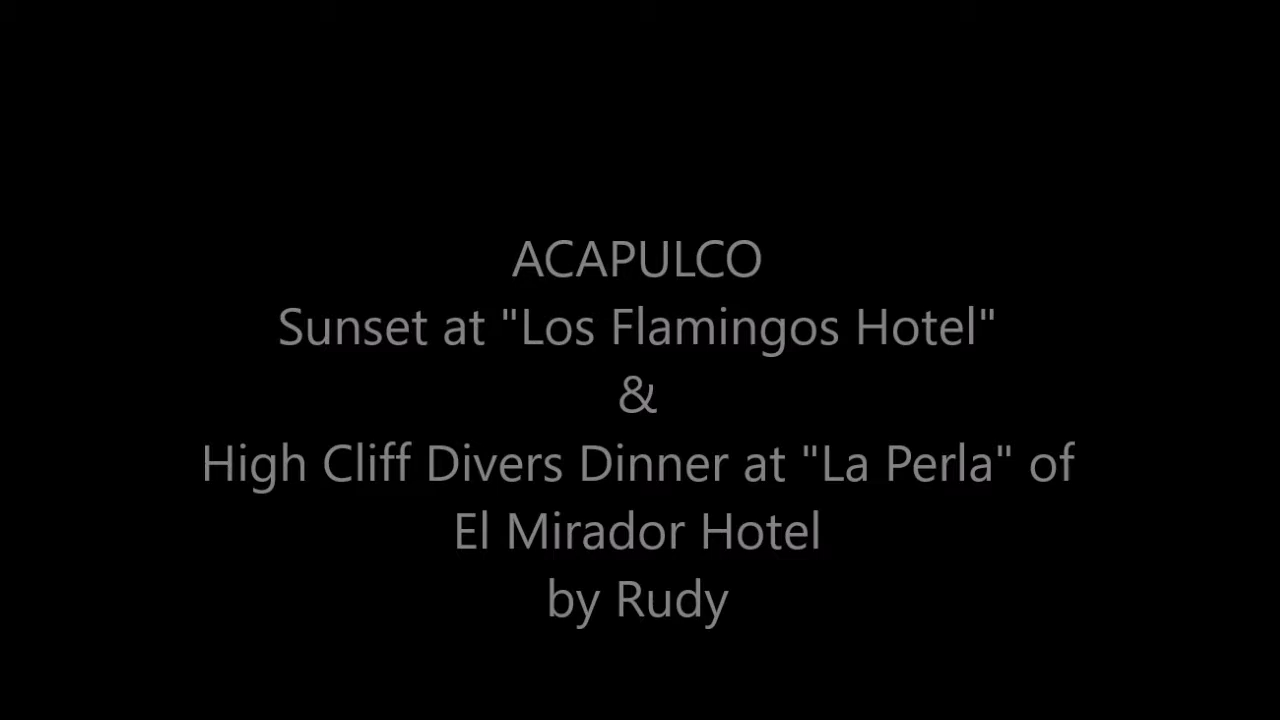 ACAPULCO
Sunset at "Los Flamingos Hotel"
&
High Cliff Divers Dinner at "La Perla" of
El Mirador Hotel
by Rudy